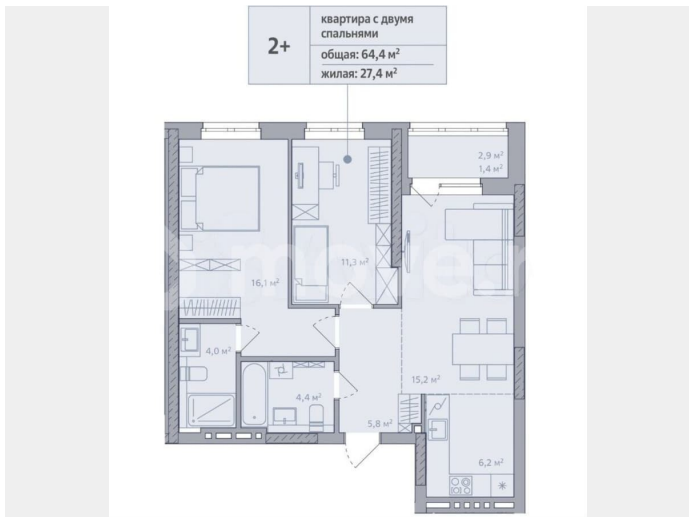 2+
квартира с двумя
спальнями
общая: 64,4 м²
жилая: 27,4 м²
2,9 м²
1,4 м²
11,3 м²
16,1 м²
4,0 м²
4,4 м²
15,2 м²
5,8 м²
6,2 м²